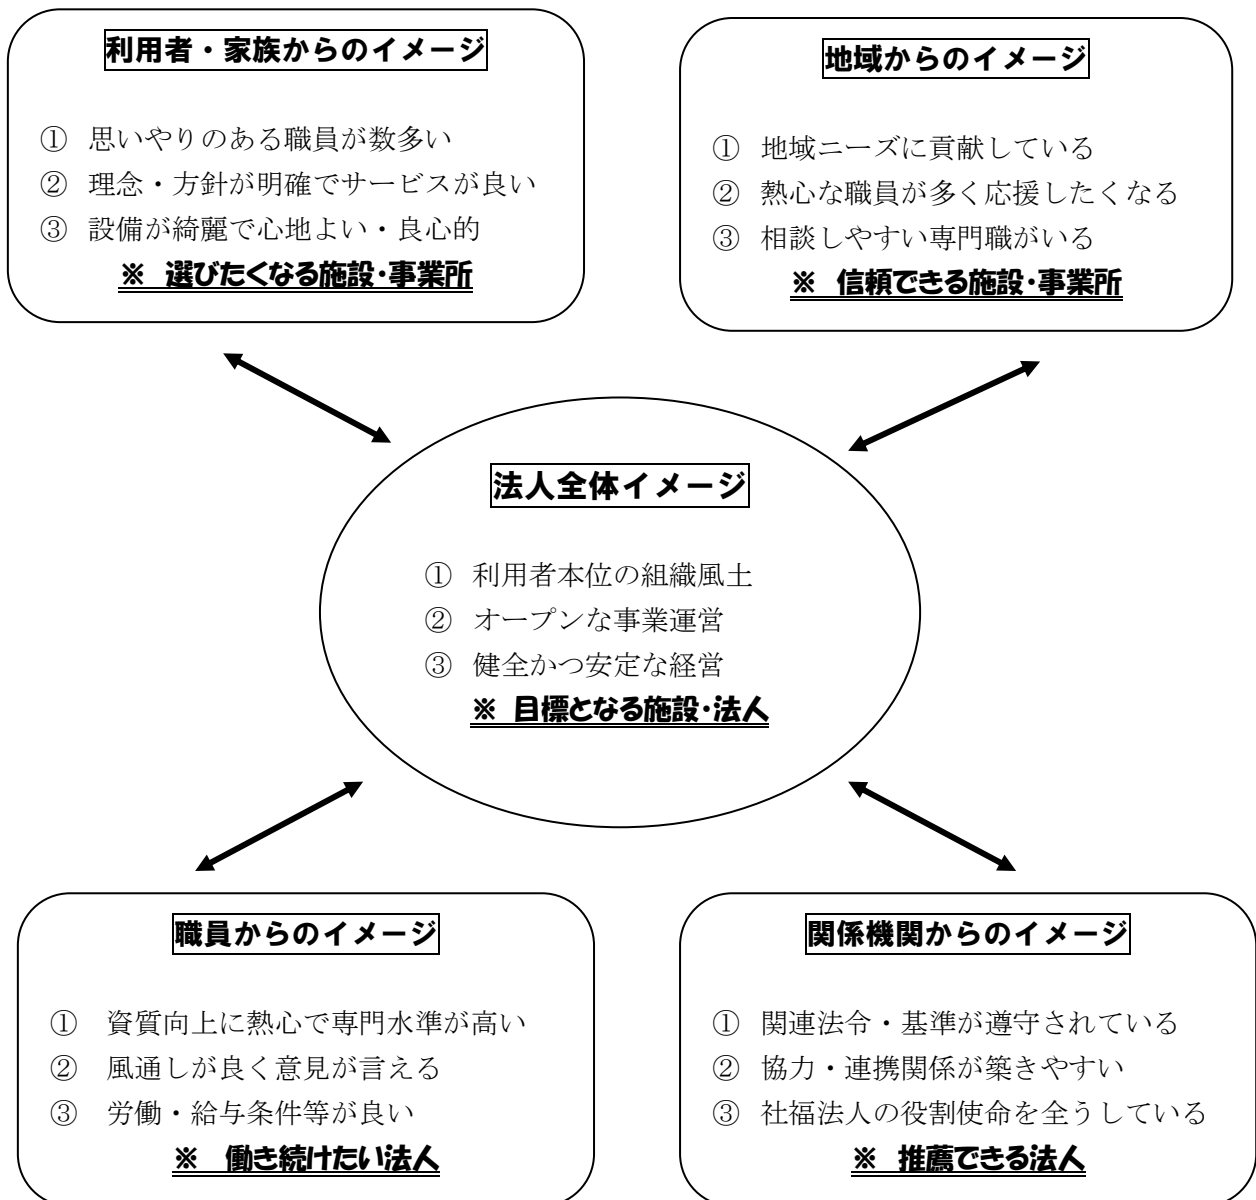 利用者・家族からのイメージ
① 思いやりのある職員が数多い
② 理念・方針が明確でサービスが良い
③ 設備が綺麗で心地よい・良心的
※ 選びたくなる施設・事業所
地域からのイメージ
① 地域ニーズに貢献している
② 熱心な職員が多く応援したくなる
③ 相談しやすい専門職がいる
※ 信頼できる施設・事業所
法人全体イメージ
① 利用者本位の組織風土
② オープンな事業運営
③ 健全かつ安定な経営
※ 目標となる施設・法人
職員からのイメージ
① 資質向上に熱心で専門水準が高い
② 風通しが良く意見が言える
③ 労働・給与条件等が良い
※ 働き続けたい法人
関係機関からのイメージ
① 関連法令・基準が遵守されている
② 協力・連携関係が築きやすい
③ 社福法人の役割使命を全うしている
※ 推薦できる法人